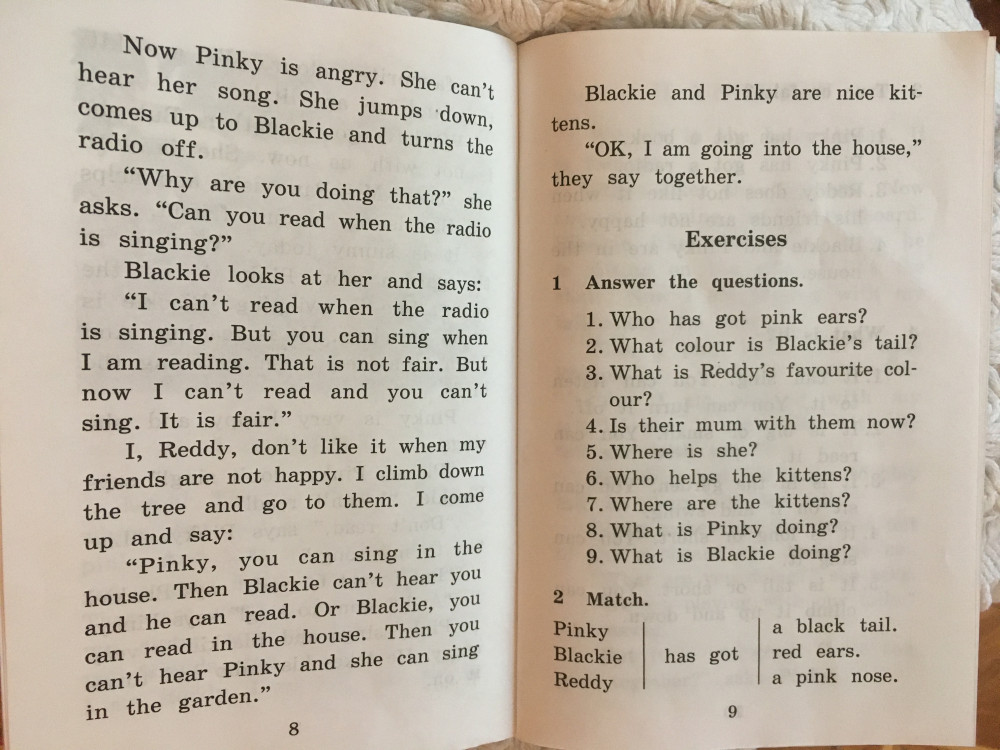 Now Pinky is angry. She can't
hear her song. She jumps down,
comes up to Blackie and turns the
radio off.
“Why are you doing that?” she
asks. “Can you read when the radio
is singing?”
Blackie looks at her and says:
“I can't read when the radio
is singing. But you can sing when
I am reading. That is not fair. But
now I can't read and you can't
sing. It is fair.”
I, Reddy, don't like it when my
friends are not happy. I climb down
the tree and go to them. I come
up and say:
“Pinky, you can sing in the
house. Then Blackie can't hear you
and he can read. Or Blackie, you
can read in the house. Then you
can't hear Pinky and she can sing
in the garden.”
8
Blackie and Pinky are nice kit-
tens.
“OK, I am going into the house,”
they say together.
Exercises
1 Answer the questions.
1. Who has got pink ears?
2. What colour is Blackie's tail?
3. What is Reddy's favourite col-
our?
4. Is their mum with them now?
5. Where is she?
6. Who helps the kittens?
7. Where are the kittens?
8. What is Pinky doing?
9. What is Blackie doing?
2 Match.
Pinky a black tail.
Blackie has got red ears.
Reddy a pink nose.
9